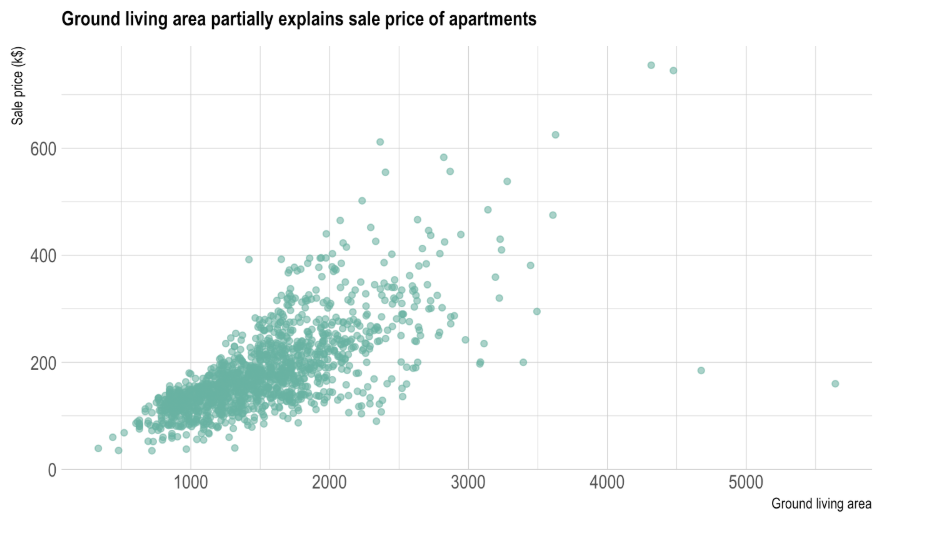 Ground living area partially explains sale price of apartments
Sale price (k$)
600
400
200
0
1000 2000 3000 4000 5000
Ground living area